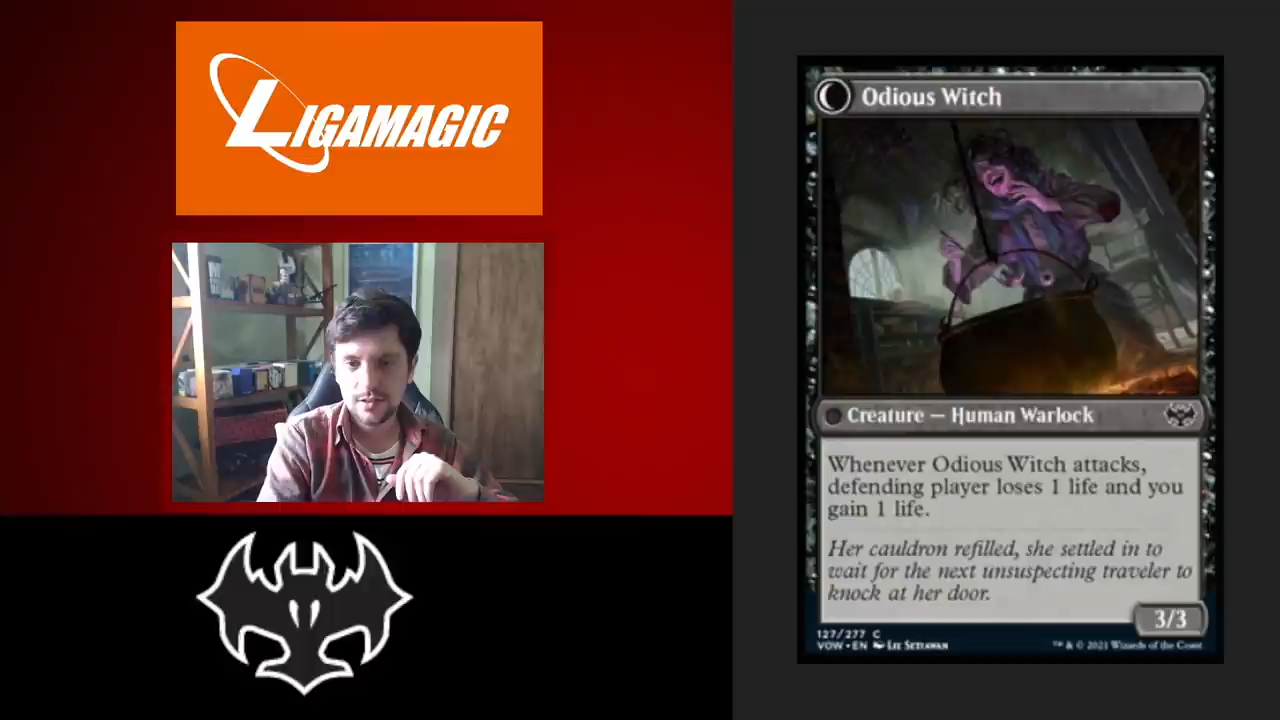 LIGAMAGIC
Odious Witch
Creature — Human Warlock
Whenever Odious Witch attacks,
defending player loses 1 life and you
gain 1 life.
Her cauldron refilled, she settled in to
wait for the next unsuspecting traveler to
knock at her door.
3/3
127/277 C
VOW • EN Lie Setiawan
™ & © 2021 Wizards of the Coast